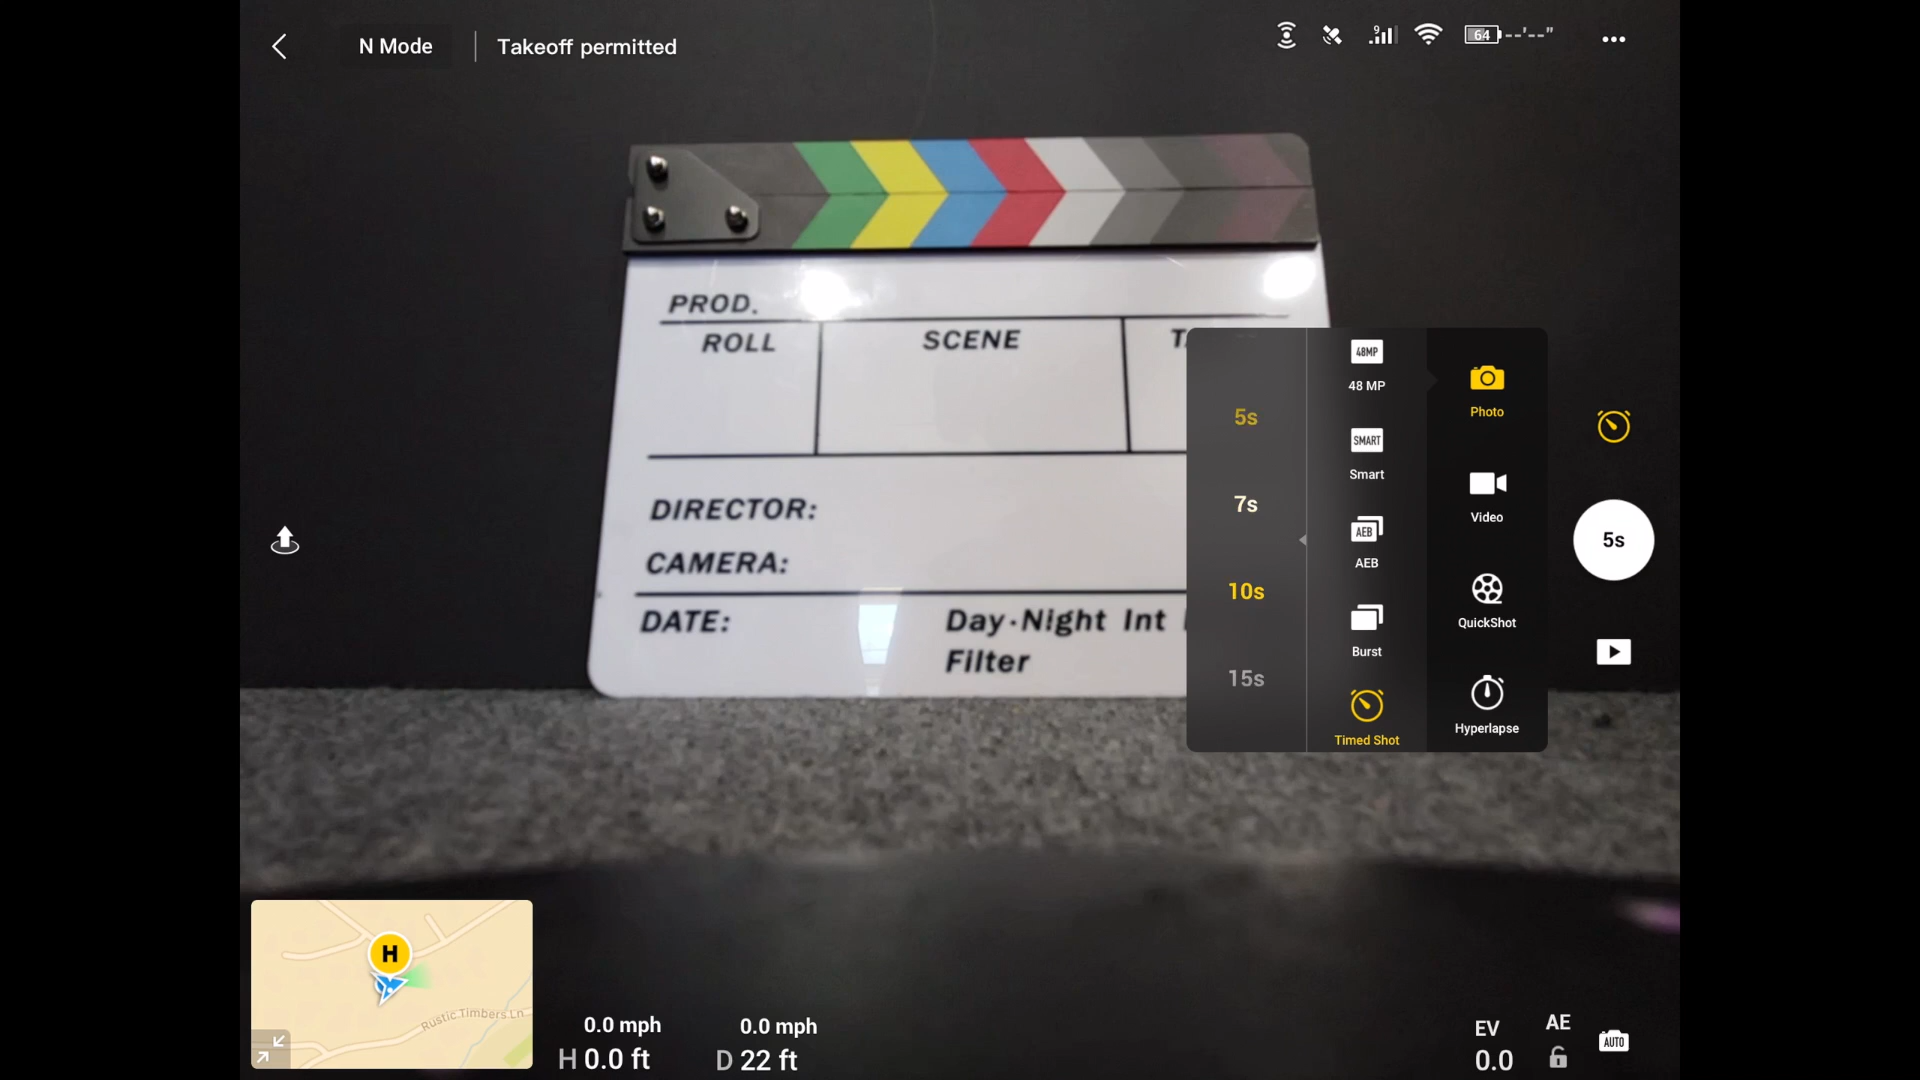 N Mode
Takeoff permitted
9
64
--'--"
PROD.
ROLL
SCENE
DIRECTOR:
CAMERA:
DATE:
Day·Night Int
Filter
5s
7s
10s
15s
48MP
48 MP
SMART
Smart
AEB
AEB
Burst
Timed Shot
Photo
Video
QuickShot
Hyperlapse
5s
H
Rustic Timbers Ln
0.0 mph
0.0 mph
H 0.0 ft
D 22 ft
EV
0.0
AE
AUTO